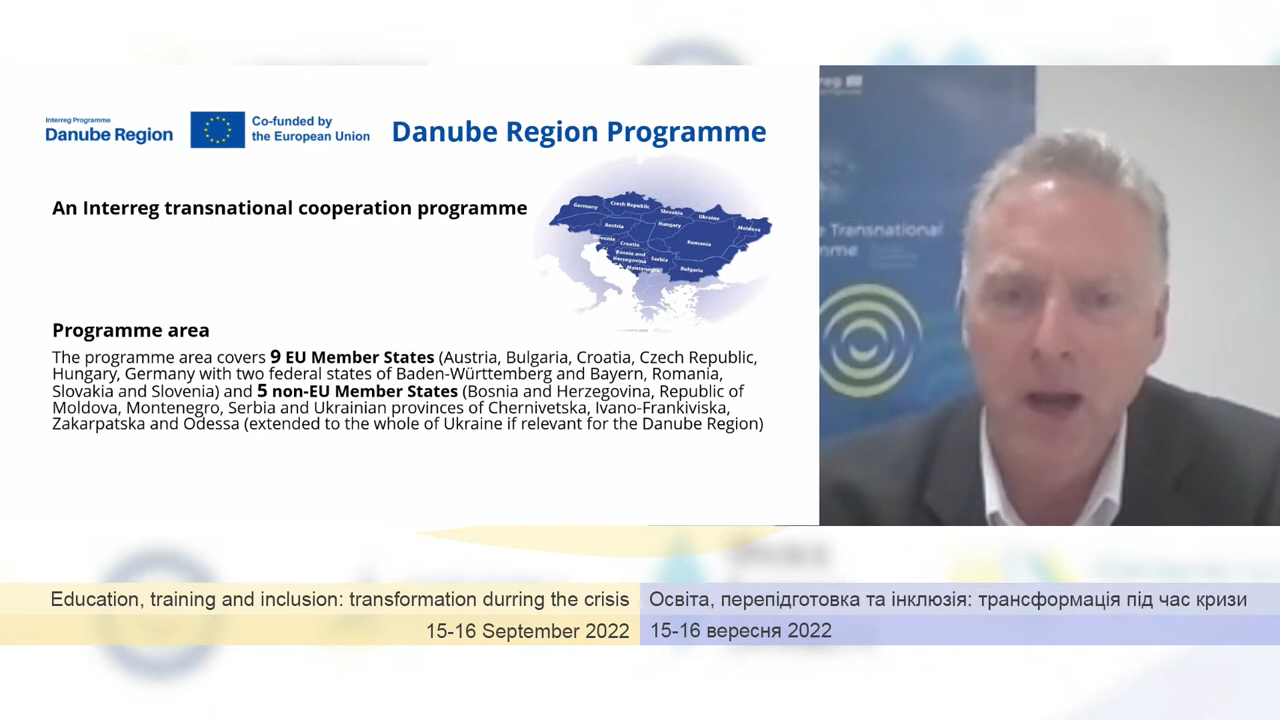 Interreg Programme
Danube Region
Co-funded by
the European Union
Danube Region Programme
An Interreg transnational cooperation programme
Germany
Czech Republic
Slovakia
Ukraine
Austria
Hungary
Moldova
Slovenia
Croatia
Romania
Bosnia and
Herzegovina
Serbia
Montenegro
Bulgaria
Programme area
The programme area covers 9 EU Member States (Austria, Bulgaria, Croatia, Czech Republic,
Hungary, Germany with two federal states of Baden-Württemberg and Bayern, Romania,
Slovakia and Slovenia) and 5 non-EU Member States (Bosnia and Herzegovina, Republic of
Moldova, Montenegro, Serbia and Ukrainian provinces of Chernivetska, Ivano-Frankiviska,
Zakarpatska and Odessa (extended to the whole of Ukraine if relevant for the Danube Region)
Transnational
Education, training and inclusion: transformation durring the crisis
15-16 September 2022
Освіта, перепідготовка та інклюзія: трансформація під час кризи
15-16 вересня 2022